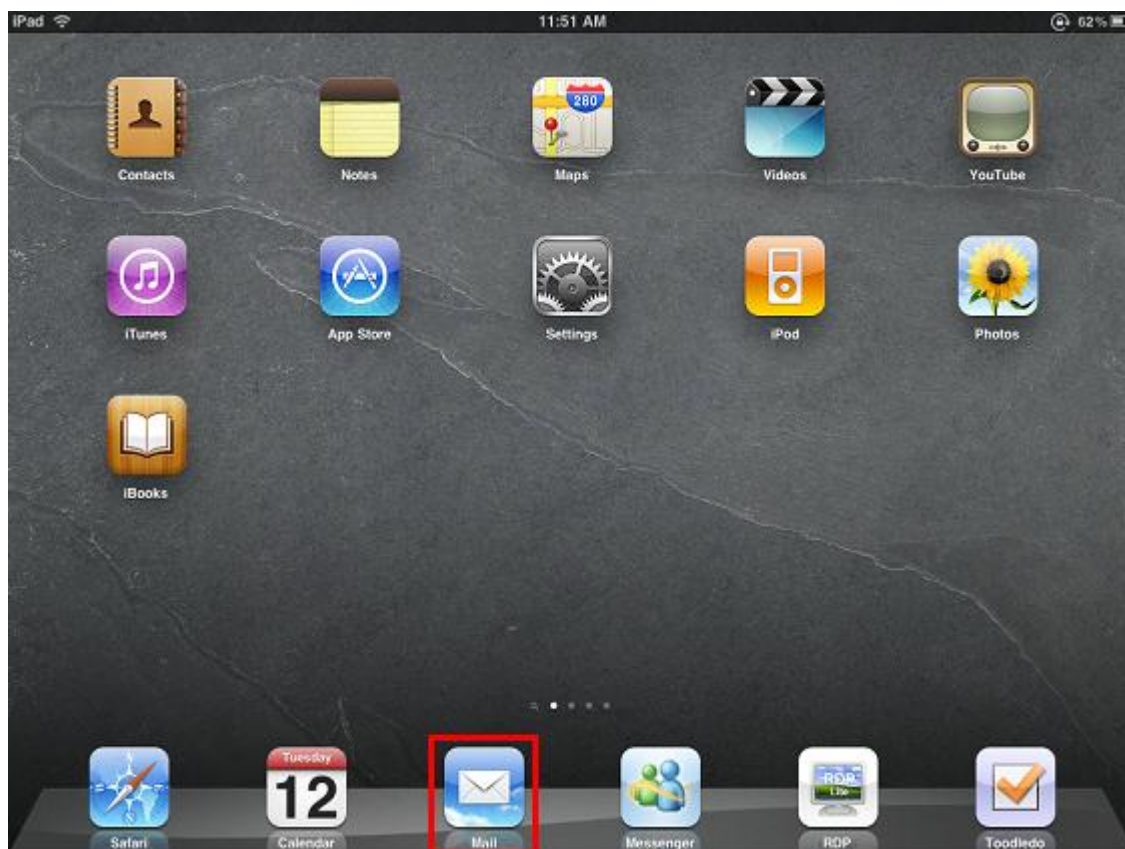 iPad 11:51 AM 62%
280
Contacts Notes Maps Videos YouTube
iTunes App Store Settings iPod Photos
iBooks
Tuesday
12
RDP
Lite
Safari Calendar Mail Messenger RDP Toodledo